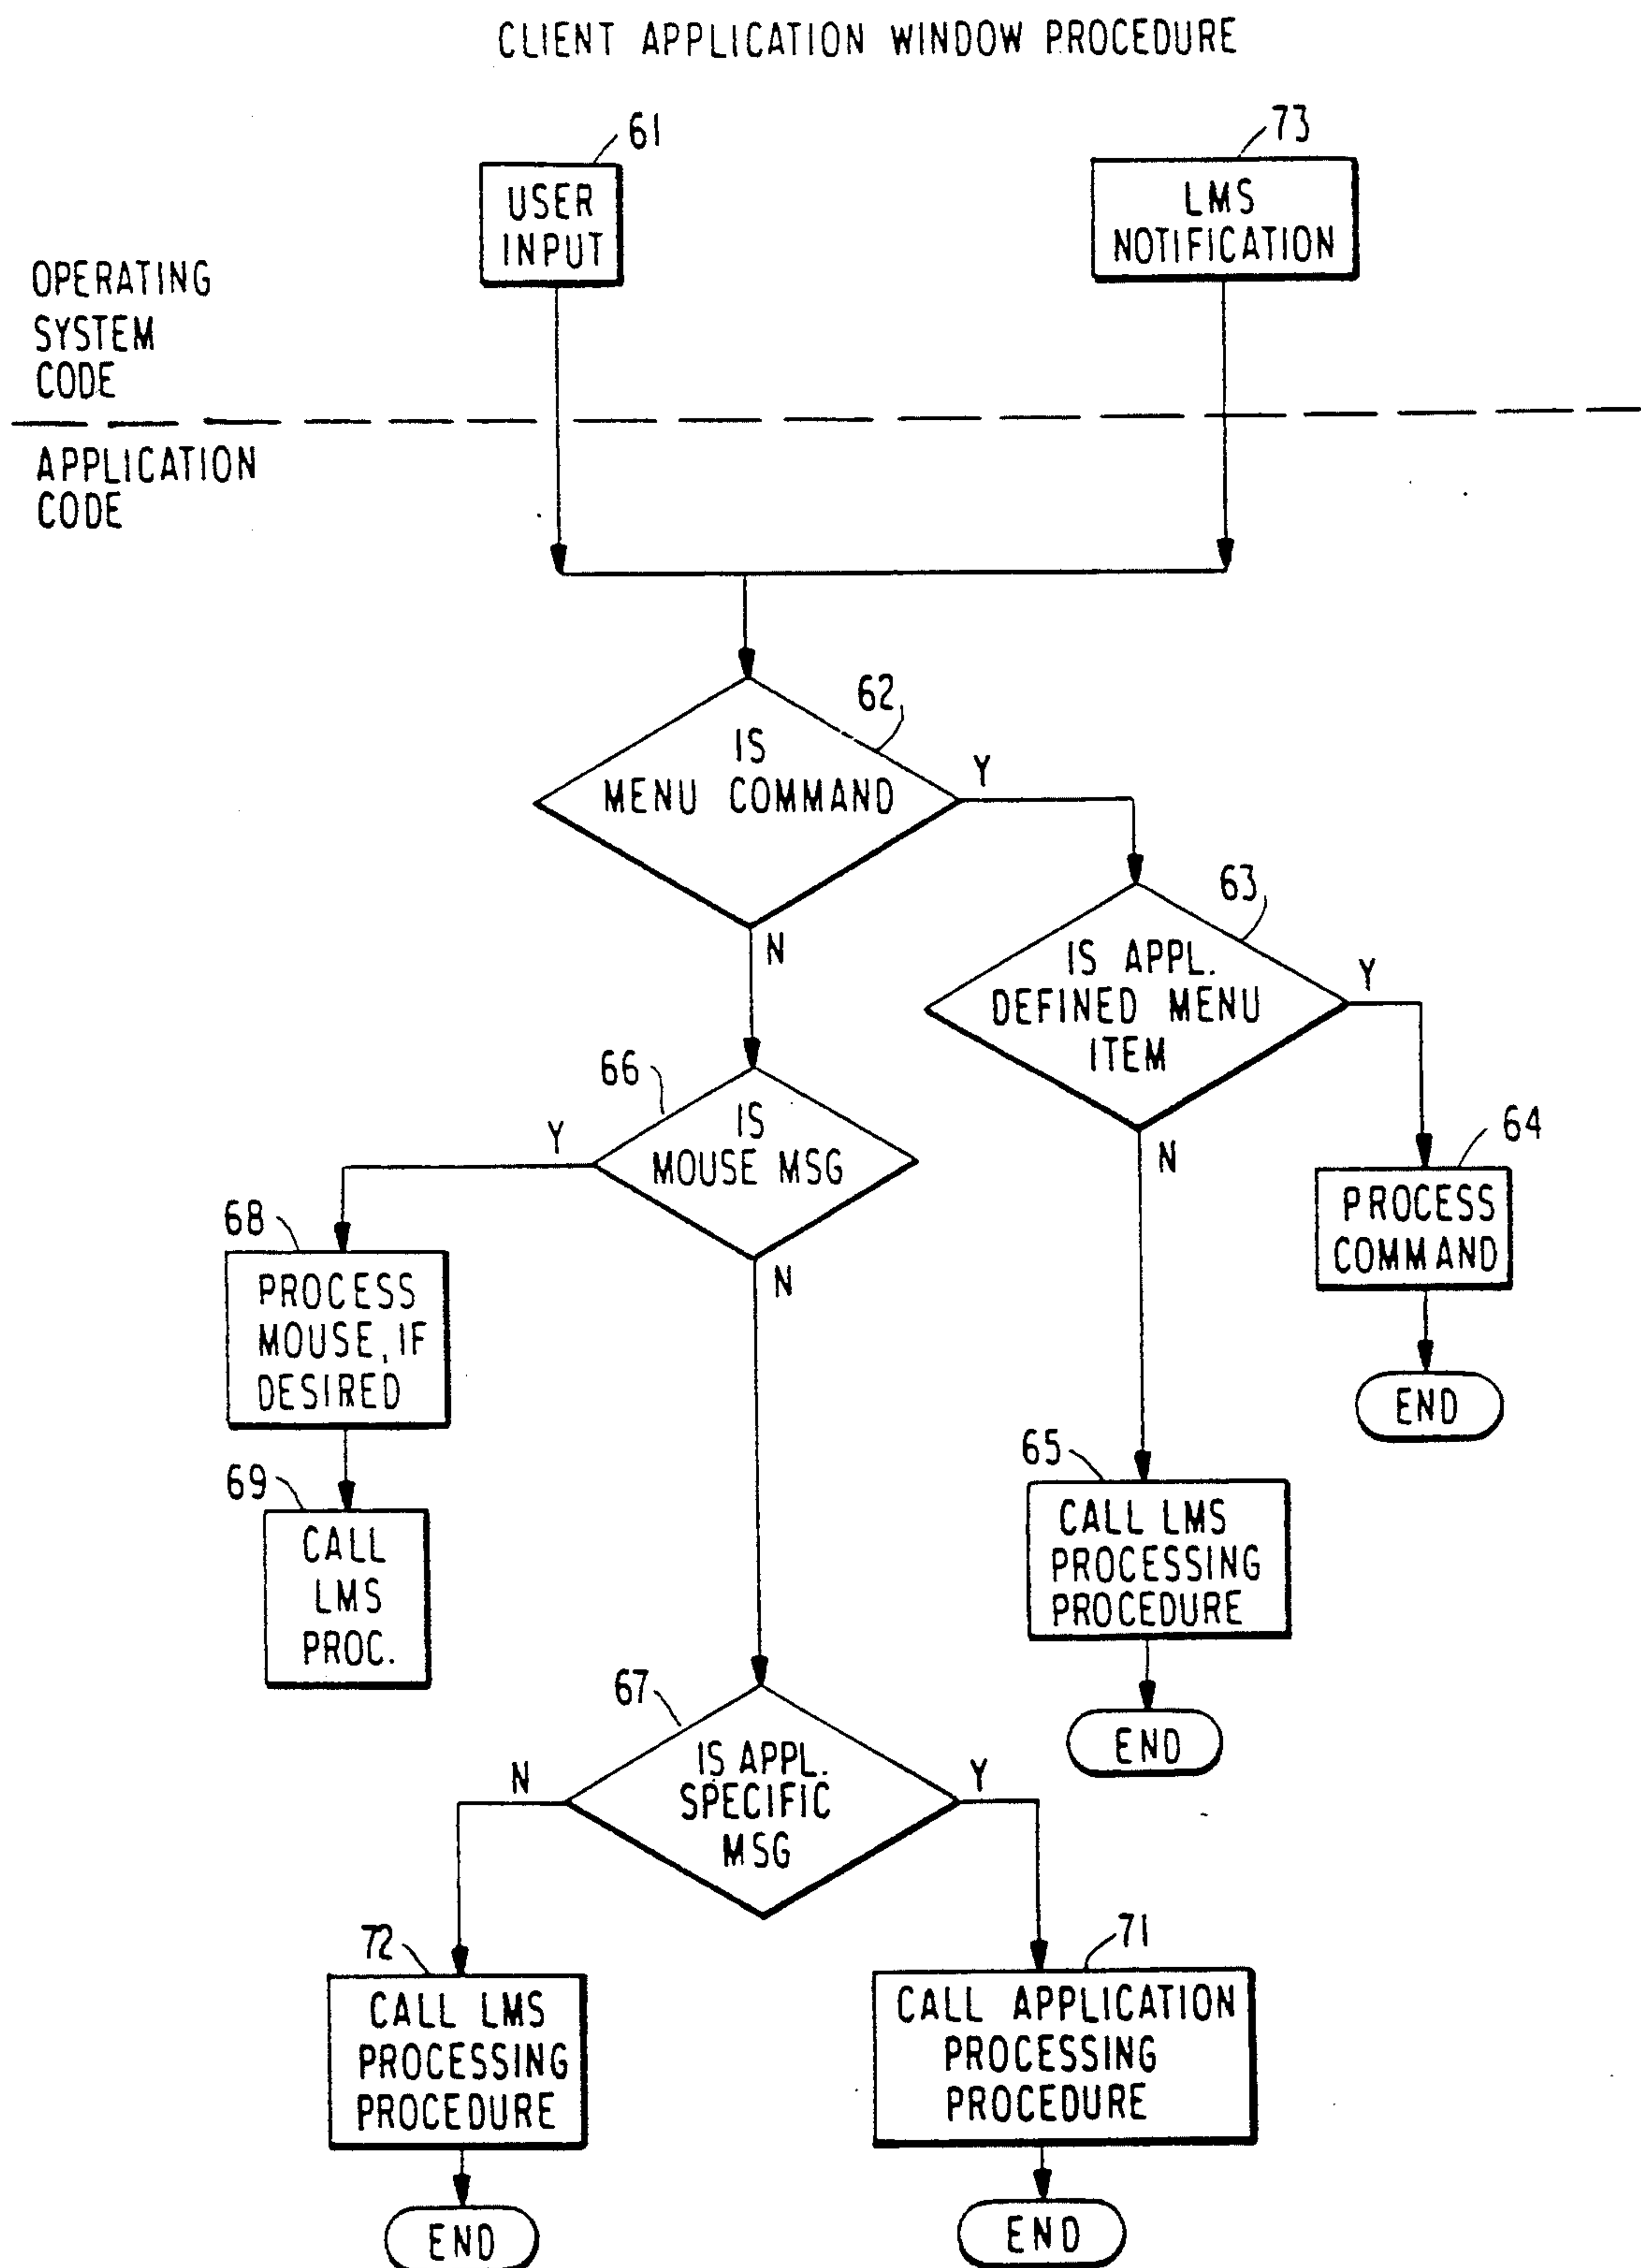 CLIENT APPLICATION WINDOW PROCEDURE
61
73
USER
INPUT
LMS
NOTIFICATION
OPERATING
SYSTEM
CODE
APPLICATION
CODE
62
IS
MENU COMMAND
Y
N
63
IS APPL.
DEFINED MENU
ITEM
Y
N
66
IS
MOUSE MSG
Y
N
64
PROCESS
COMMAND
END
68
PROCESS
MOUSE, IF
DESIRED
69
CALL
LMS
PROC.
65
CALL LMS
PROCESSING
PROCEDURE
END
67
IS APPL.
SPECIFIC
MSG
N
Y
72
CALL LMS
PROCESSING
PROCEDURE
END
71
CALL APPLICATION
PROCESSING
PROCEDURE
END